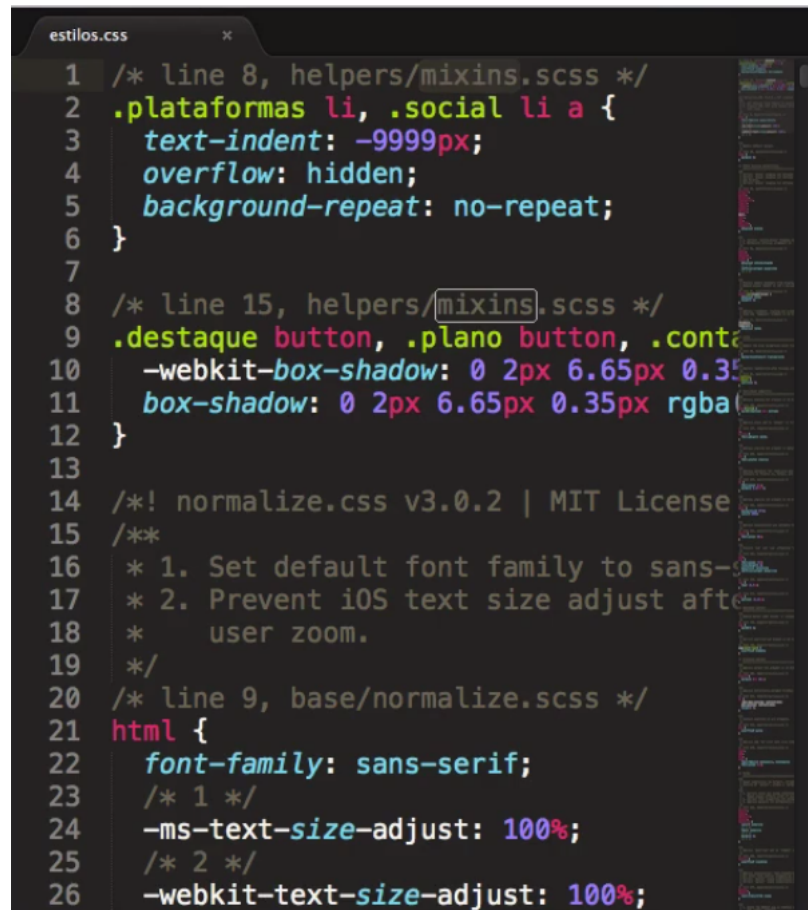 estilos.css ×
1 /* line 8, helpers/mixins.scss */
2 .plataformas li, .social li a {
3 text-indent: -9999px;
4 overflow: hidden;
5 background-repeat: no-repeat;
6 }
7
8 /* line 15, helpers/mixins.scss */
9 .destaque button, .plano button, .conta
10 -webkit-box-shadow: 0 2px 6.65px 0.35
11 box-shadow: 0 2px 6.65px 0.35px rgba(
12 }
13
14 /*! normalize.css v3.0.2 | MIT License
15 /**
16 * 1. Set default font family to sans-s
17 * 2. Prevent iOS text size adjust afte
18 * user zoom.
19 */
20 /* line 9, base/normalize.scss */
21 html {
22 font-family: sans-serif;
23 /* 1 */
24 -ms-text-size-adjust: 100%;
25 /* 2 */
26 -webkit-text-size-adjust: 100%;